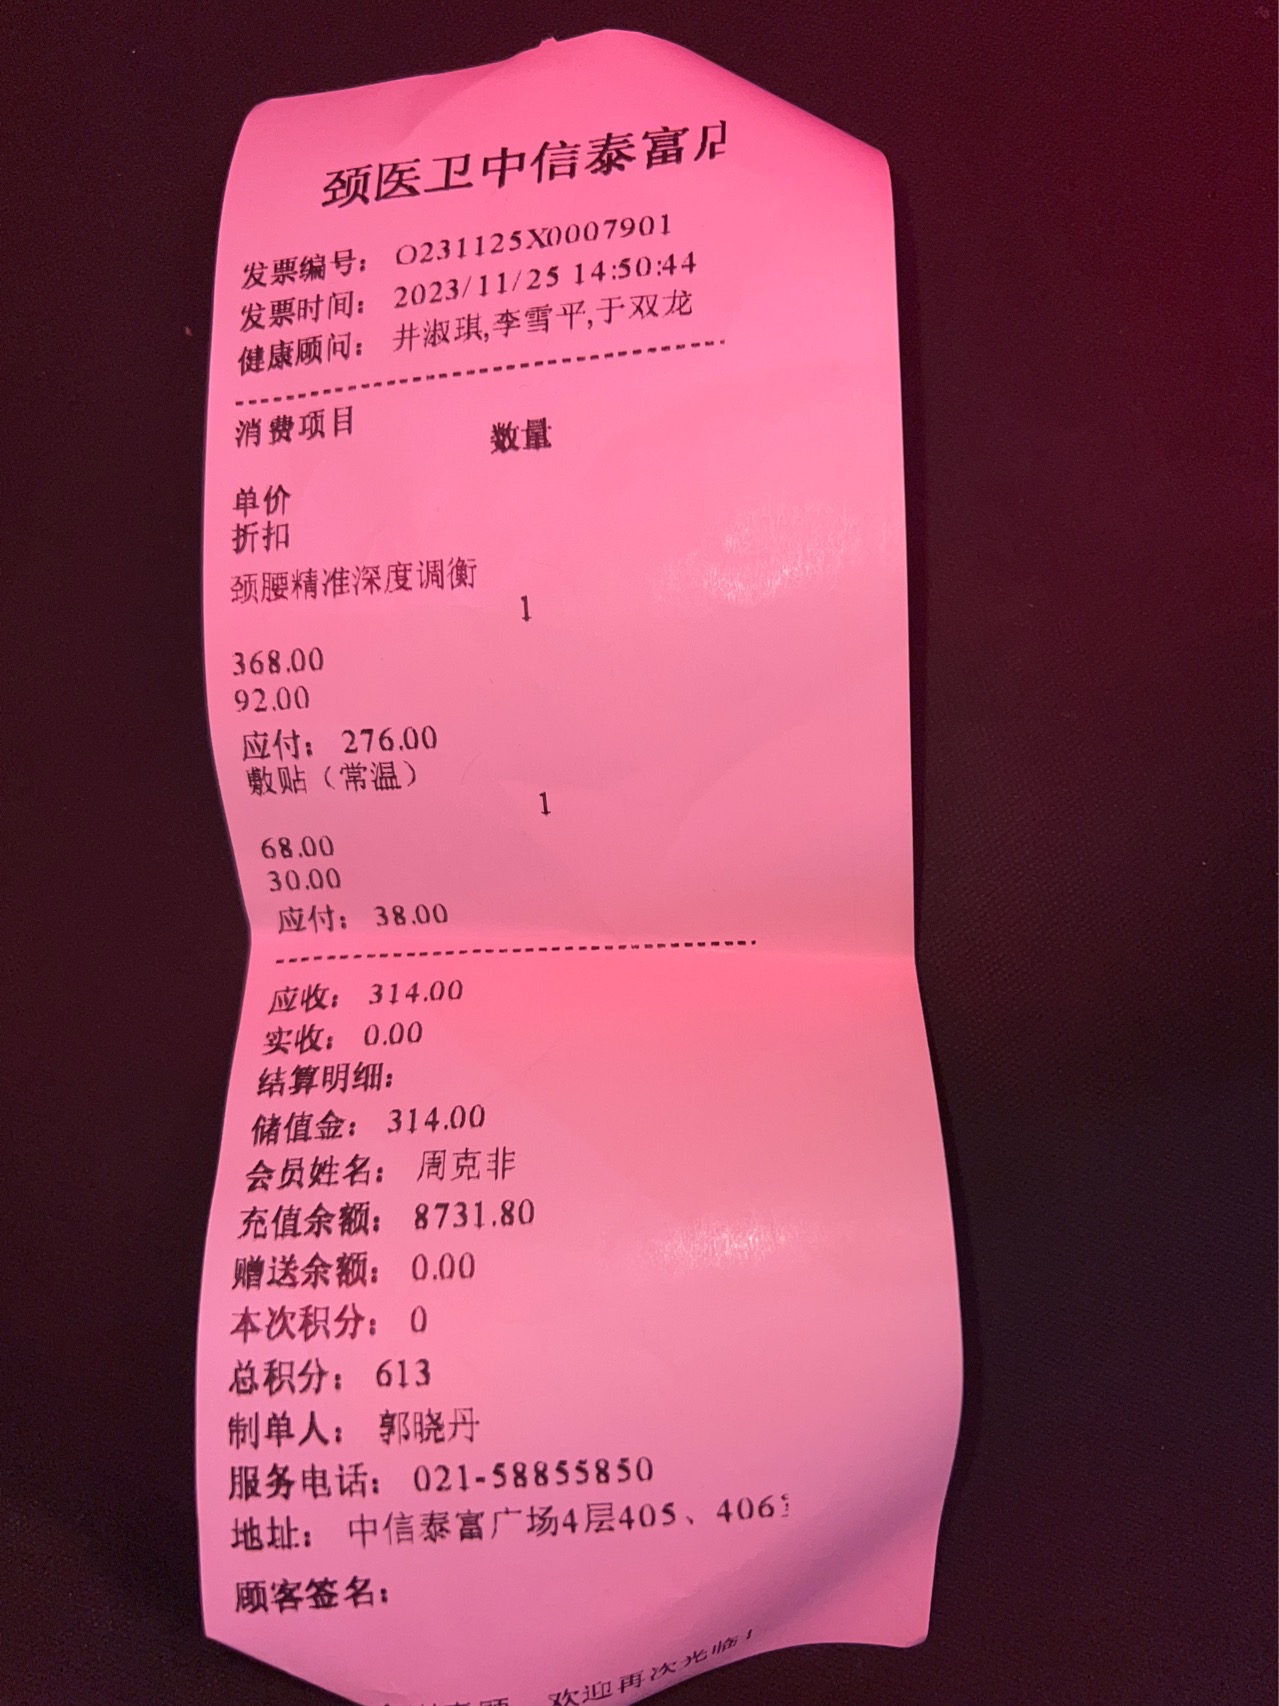 颈医卫中信泰富店
发票编号： O231125X0007901
发票时间： 2023/11/25 14:50:44
健康顾问： 井淑琪,李雪平,于双龙
消费项目 数量
单价
折扣
颈腰精准深度调衡
1
368.00
92.00
应付： 276.00
敷贴（常温）
1
68.00
30.00
应付： 38.00
应收： 314.00
实收： 0.00
结算明细：
储值金： 314.00
会员姓名： 周克非
充值余额： 8731.80
赠送余额： 0.00
本次积分： 0
总积分： 613
制单人： 郭晓丹
服务电话： 021-58855850
地址： 中信泰富广场4层405、406
顾客签名：
欢迎再次光临！